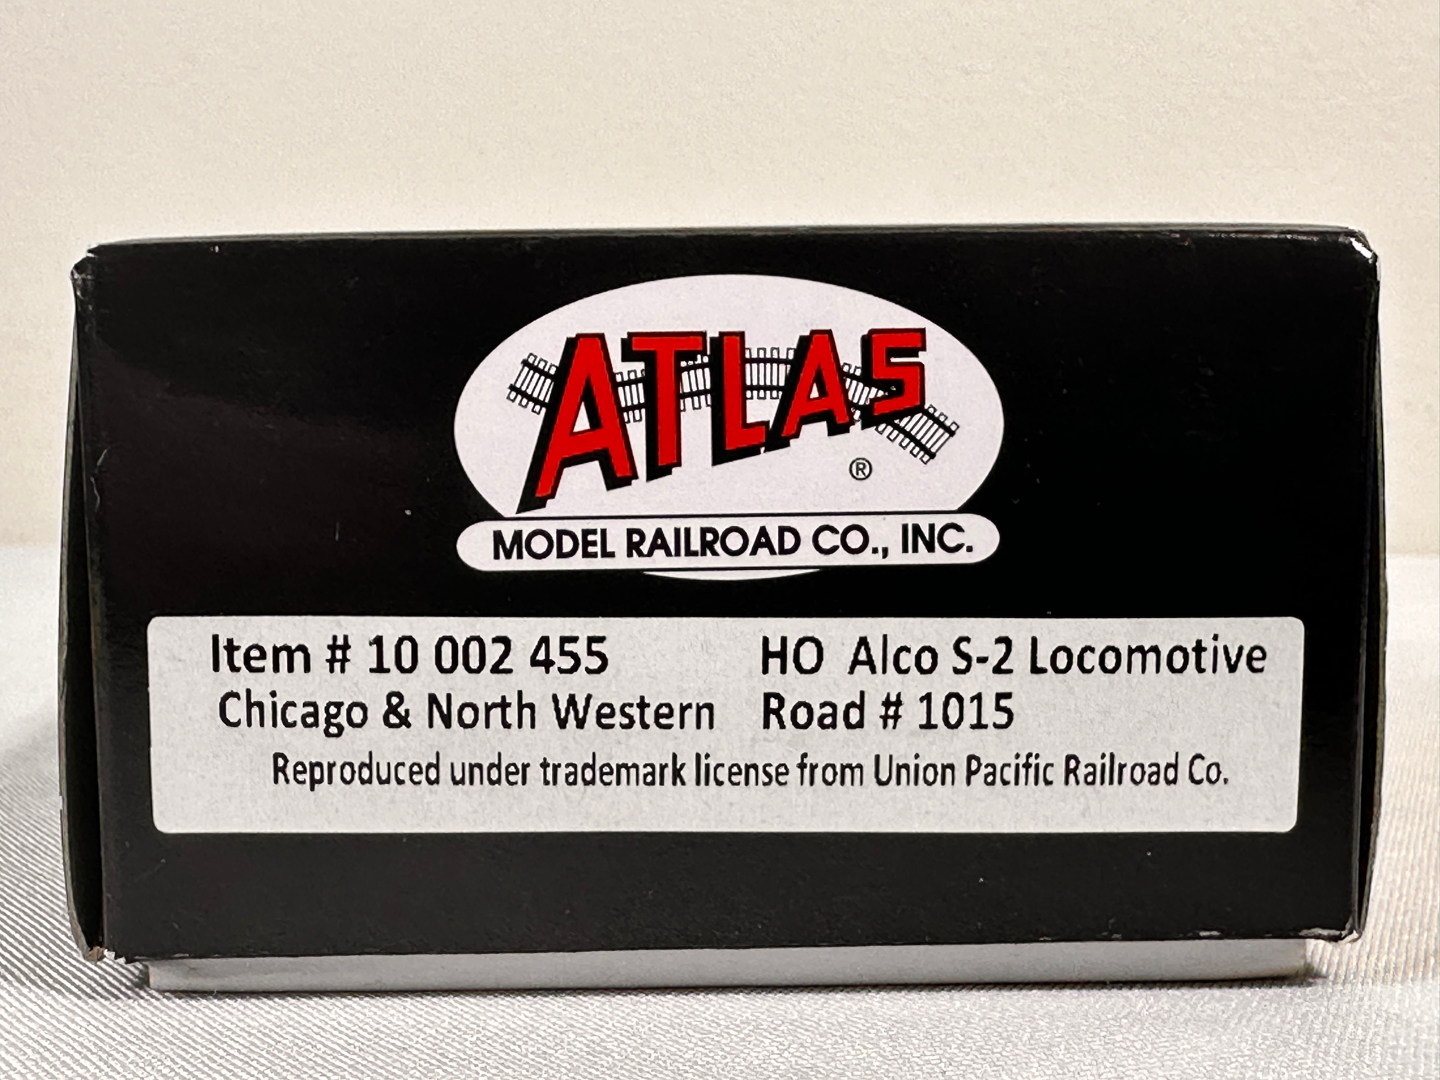 ATLAS
®
MODEL RAILROAD CO., INC.
Item # 10 002 455 HO Alco S-2 Locomotive
Chicago & North Western Road # 1015
Reproduced under trademark license from Union Pacific Railroad Co.